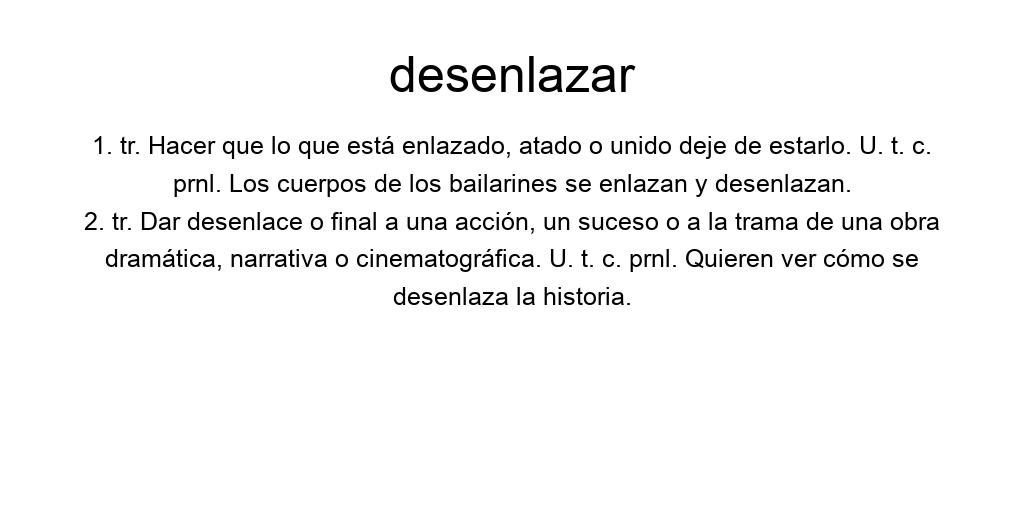 desenlazar
1. tr. Hacer que lo que está enlazado, atado o unido deje de estarlo. U. t. c.
prnl. Los cuerpos de los bailarines se enlazan y desenlazan.
2. tr. Dar desenlace o final a una acción, un suceso o a la trama de una obra
dramática, narrativa o cinematográfica. U. t. c. prnl. Quieren ver cómo se
desenlaza la historia.